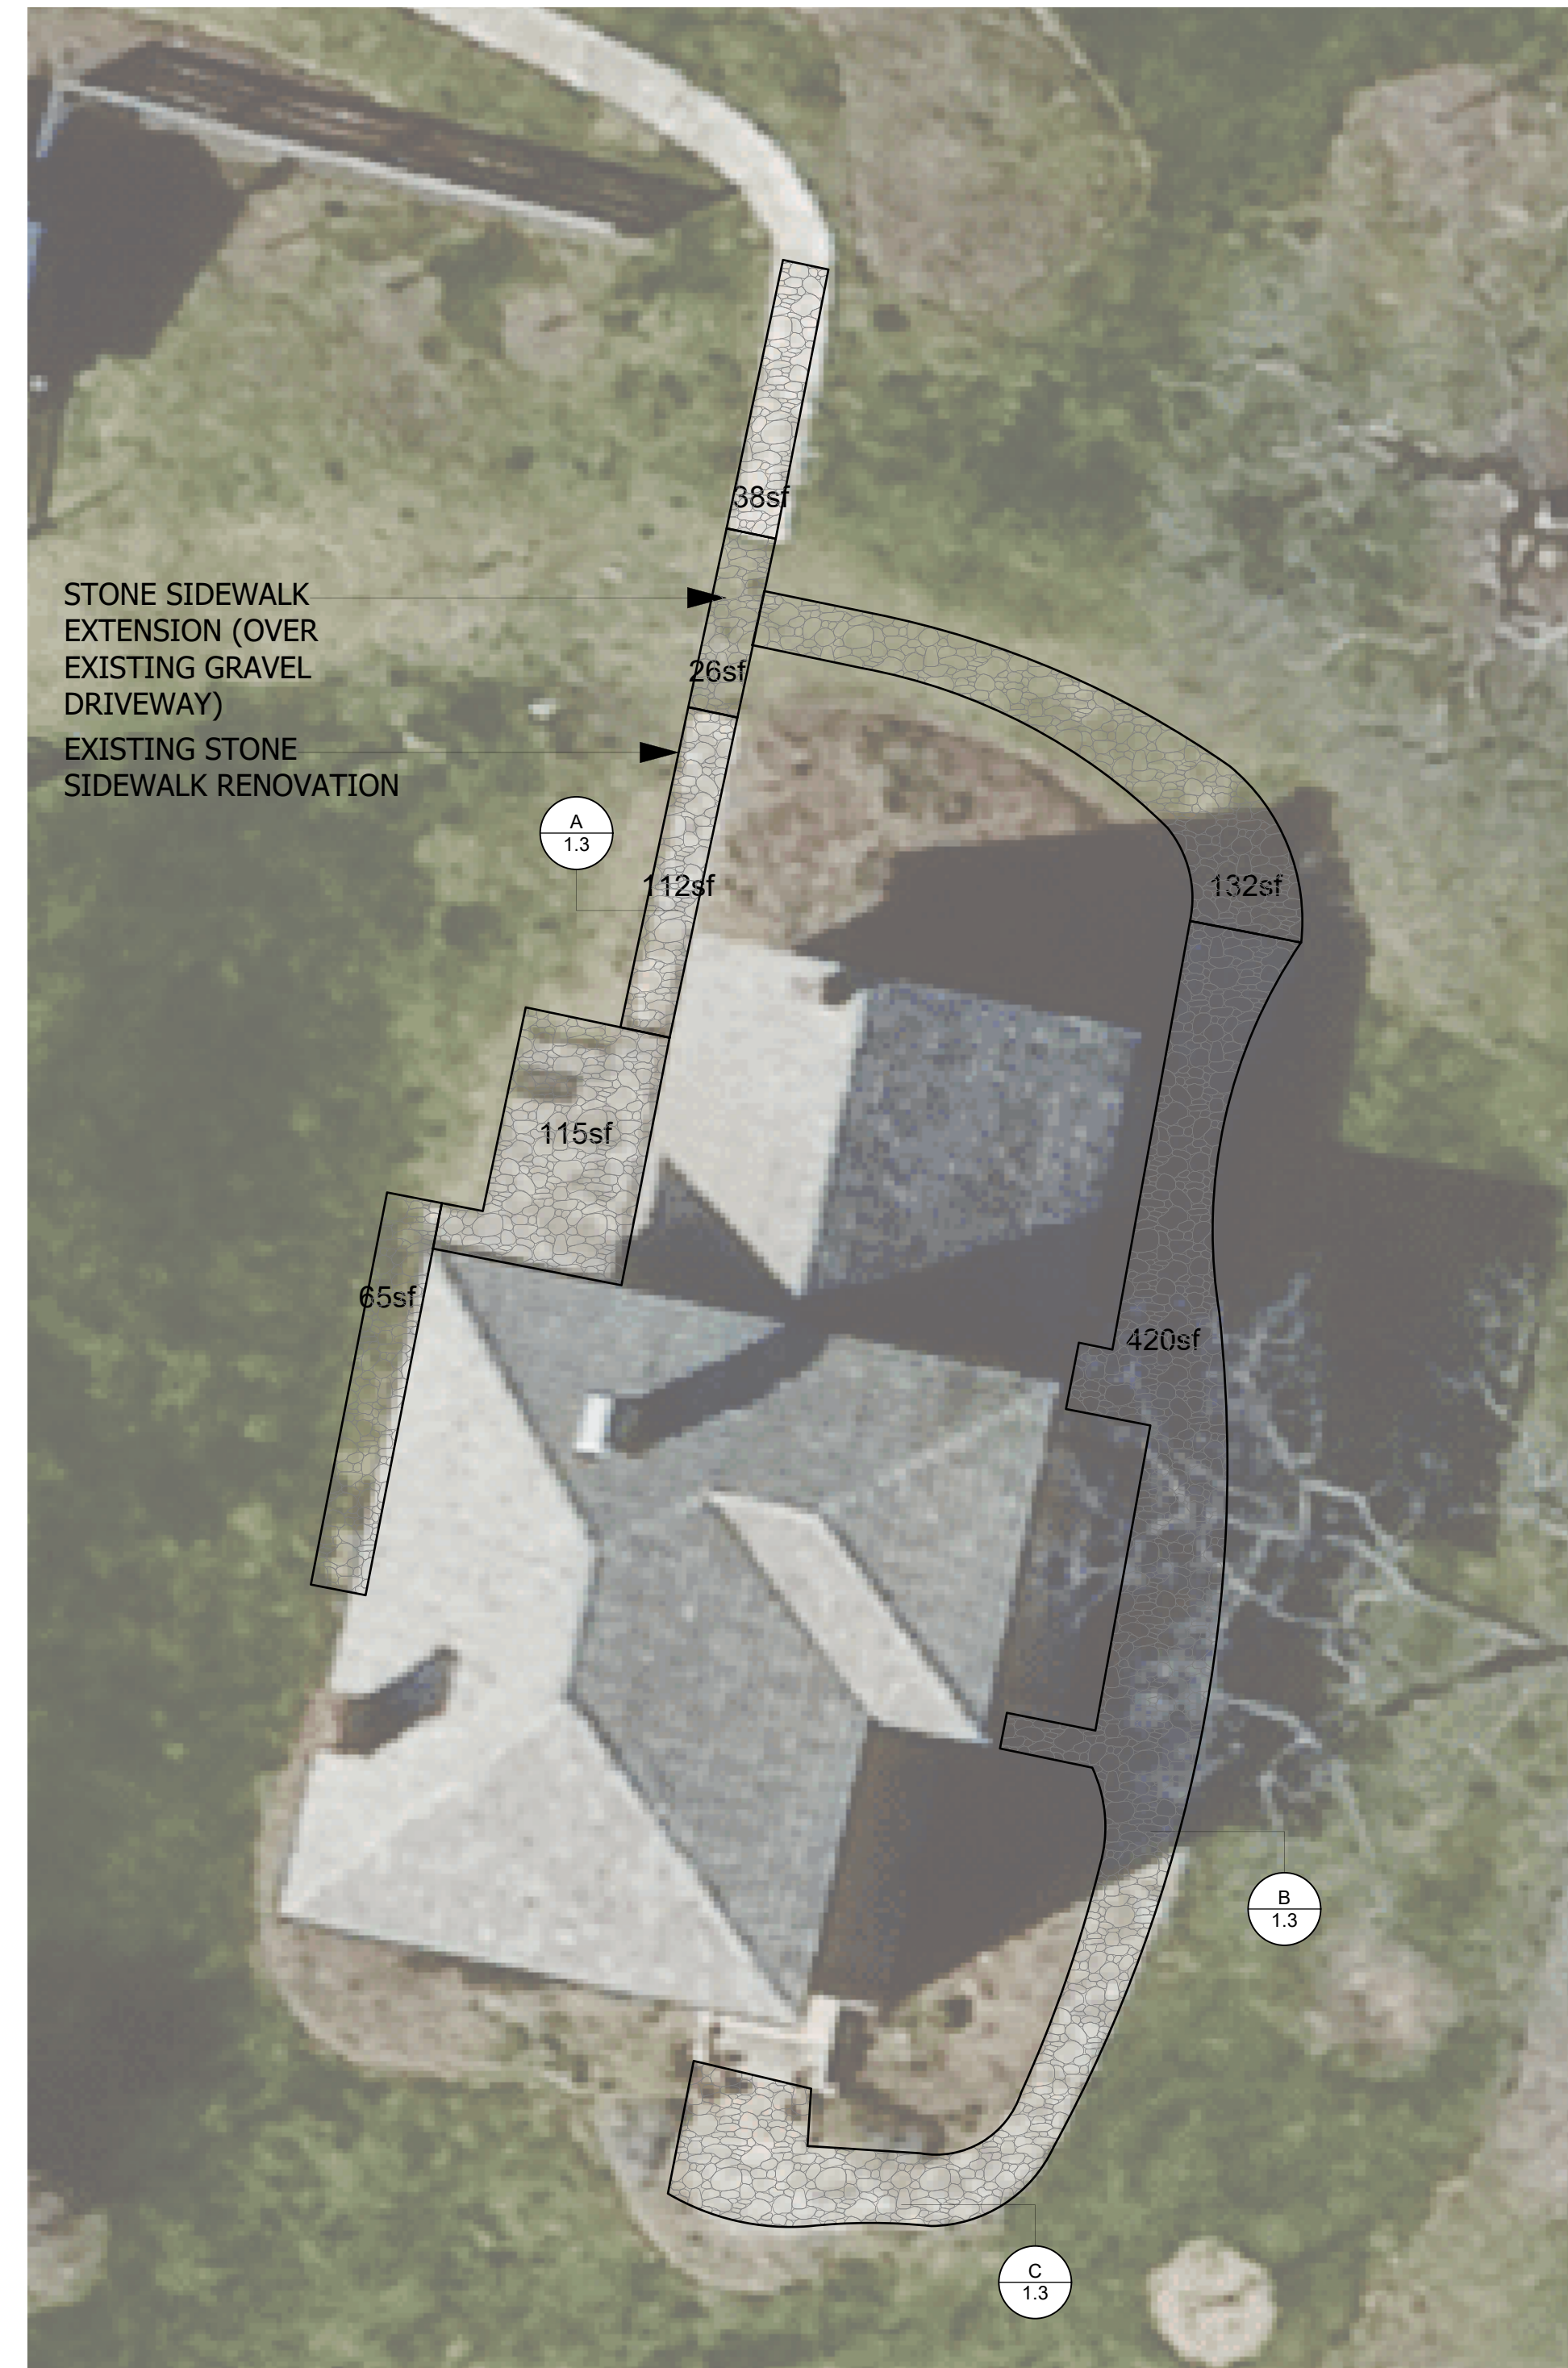 38sf
STONE SIDEWALK
EXTENSION (OVER
EXISTING GRAVEL
DRIVEWAY)
26sf
EXISTING STONE
SIDEWALK RENOVATION
A
1.3
112sf
132sf
115sf
65sf
420sf
B
1.3
C
1.3